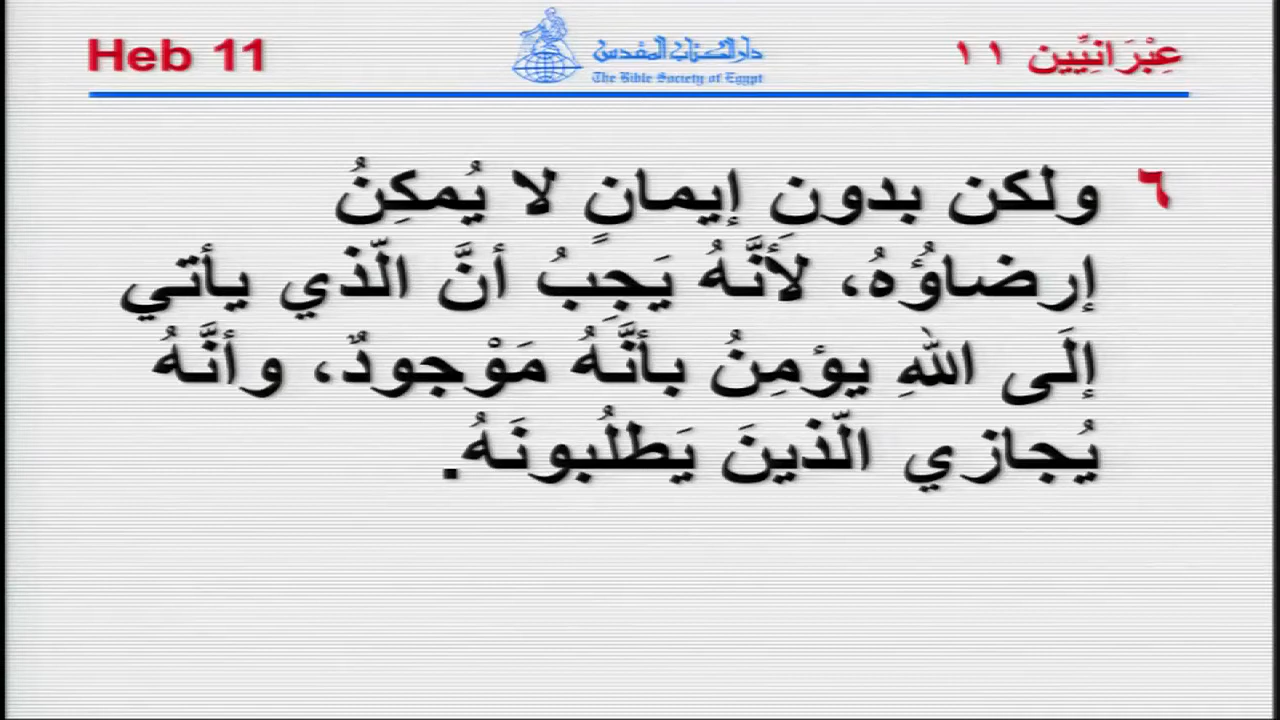 Heb 11
دار الكتاب المقدس
The Bible Society of Egypt
عِبْرَانِيِّين ١١
٦ ولكن بدونِ إيمانٍ لا يُمكِنُ
إرضاؤُهُ، لأنَّهُ يَجِبُ أنَّ الّذي يأتي
إلَى اللهِ يؤمِنُ بأنَّهُ مَوْجودٌ، وأنَّهُ
يُجازي الّذينَ يَطلُبونَهُ.